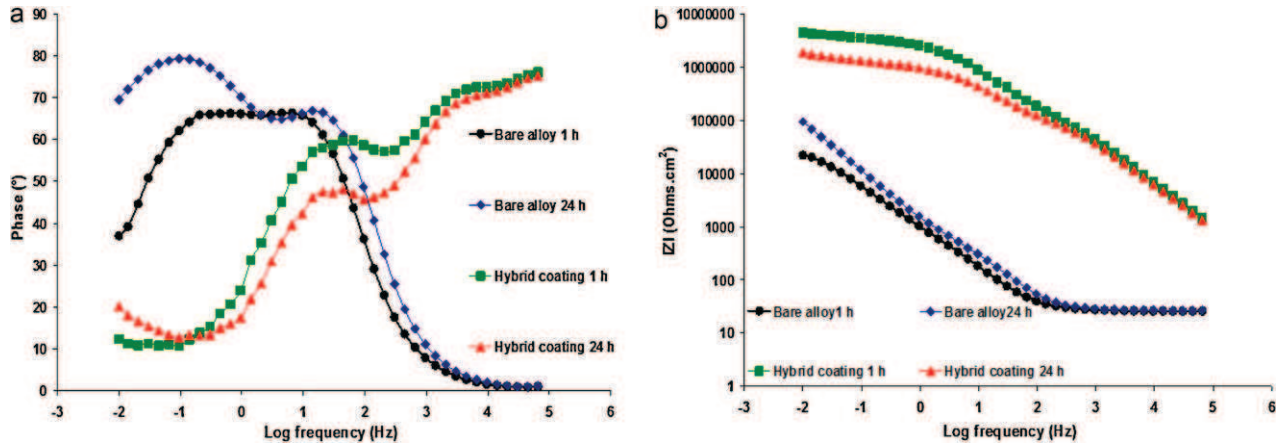 a
Phase (°)
90
80
70
60
50
40
30
20
10
0
-3
-2
-1
0
1
2
3
4
5
6
Log frequency (Hz)
Bare alloy 1 h
Bare alloy 24 h
Hybrid coating 1 h
Hybrid coating 24 h
b
IZI (Ohms.cm²)
10000000
1000000
100000
10000
1000
100
10
1
-3
-2
-1
0
1
2
3
4
5
6
Log frequency (Hz)
Bare alloy1 h
Bare alloy24 h
Hybrid coating 1 h
Hybrid coating 24 h